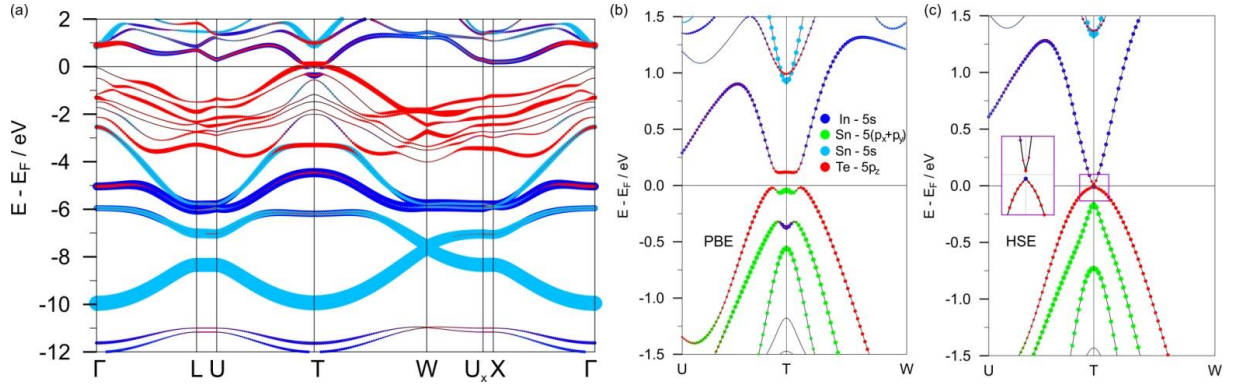 (a)
E - E_F / eV
2
0
-2
-4
-6
-8
-10
-12
Γ L U T W U_x X Γ
(b)
E - E_F / eV
1.5
1.0
0.5
0.0
-0.5
-1.0
-1.5
In - 5s
Sn - 5(p_x+p_y)
Sn - 5s
Te - 5p_z
PBE
U T W
(c)
E - E_F / eV
1.5
1.0
0.5
0.0
-0.5
-1.0
-1.5
HSE
U T W